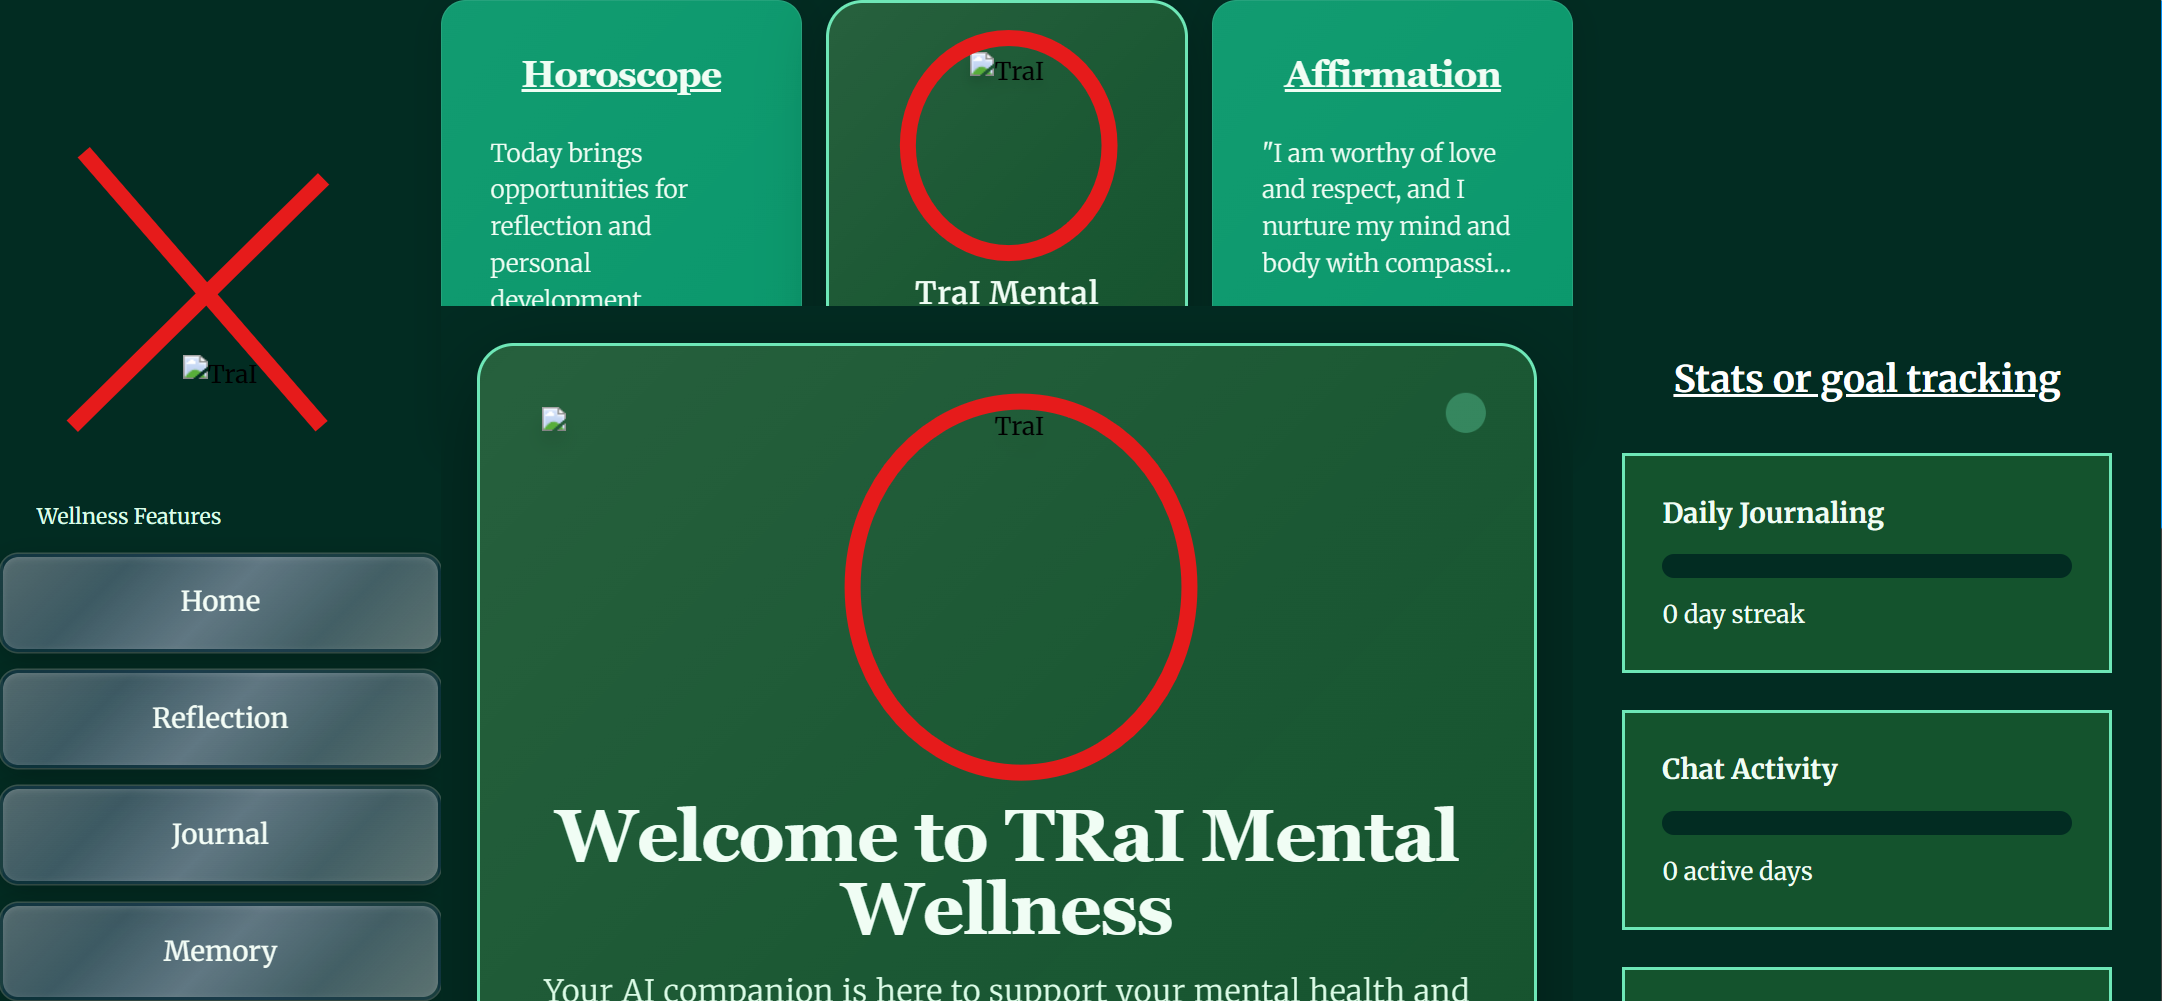 Horoscope
Today brings
opportunities for
reflection and
personal
development
TraI
TraI Mental
Affirmation
"I am worthy of love
and respect, and I
nurture my mind and
body with compassi...
TraI
Wellness Features
Home
Reflection
Journal
Memory
TraI
Welcome to TRaI Mental
Wellness
Your AI companion is here to support your mental health and
Stats or goal tracking
Daily Journaling
0 day streak
Chat Activity
0 active days